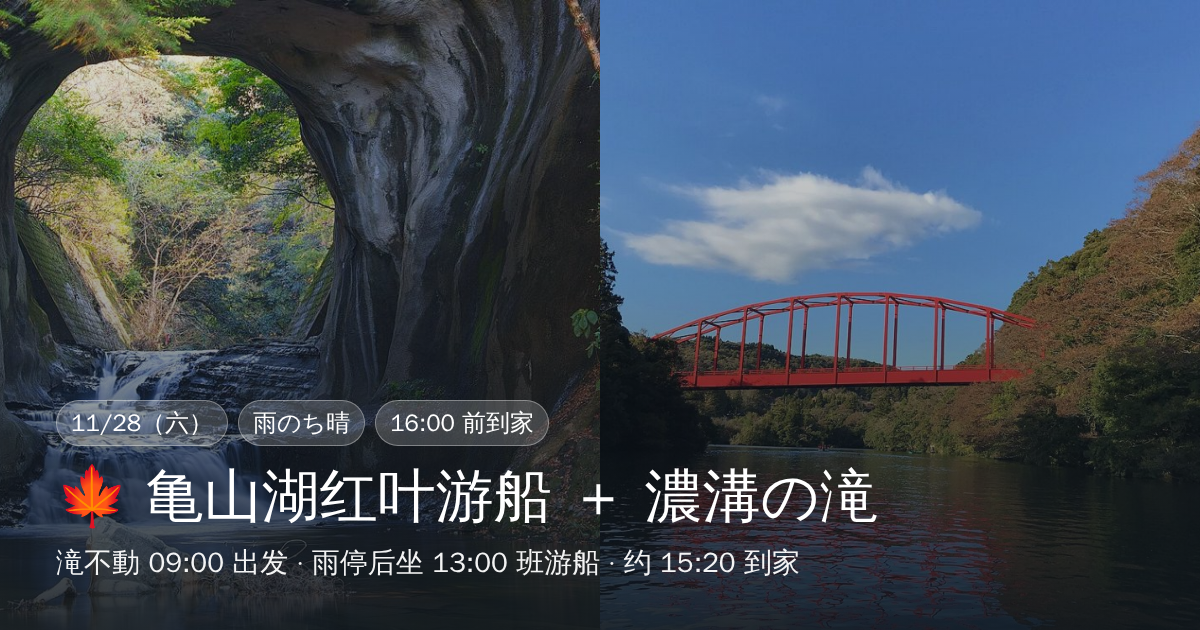 11/28（六） 雨のち晴 16:00 前到家
🍁 亀山湖红叶游船 + 濃溝の滝
滝不動 09:00 出发 · 雨停后坐 13:00 班游船 · 约 15:20 到家